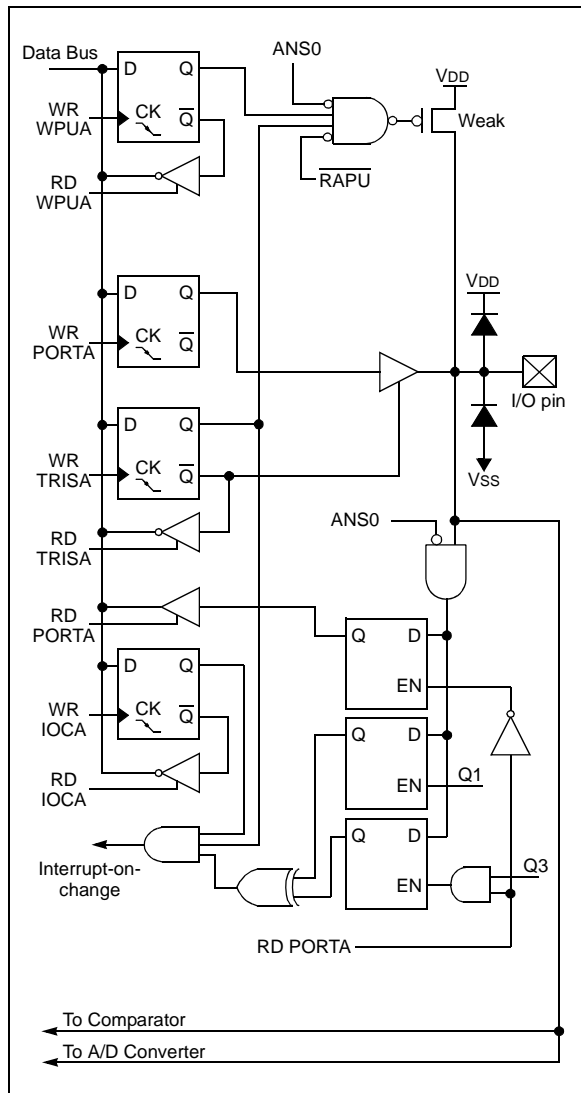 Data Bus
D Q
WR
WPUA
CK Q̅
RD
WPUA
ANS0
R̅A̅P̅U̅
VDD
Weak
D Q
WR
PORTA
CK Q̅
VDD
I/O pin
VSS
D Q
WR
TRISA
CK Q̅
RD
TRISA
ANS0
RD
PORTA
Q D
EN
D Q
WR
IOCA
CK Q̅
RD
IOCA
Q D
EN Q1
Interrupt-on-
change
Q D
EN
Q3
RD PORTA
To Comparator
To A/D Converter